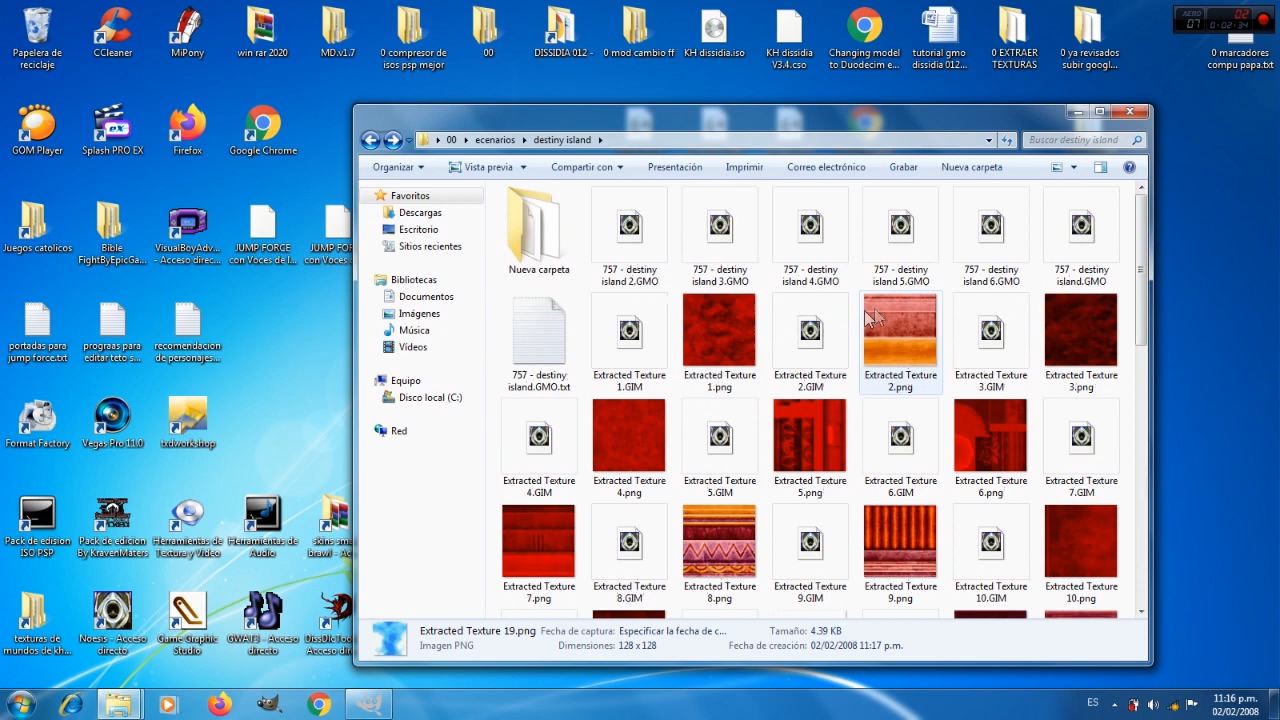 Papelera de
reciclaje
CCleaner
MiPony
win rar 2020
MD.v1.7
0 compresor de
isos psp mejor
00
DISSIDIA 012 -
0 mod cambio ff
KH dissidia.iso
KH dissidia
V3.4.cso
Changing model
to Duodecim e...
tutorial gmo
dissidia 012...
0 EXTRAER
TEXTURAS
0 ya revisados
subir googl...
0 marcadores
compu papa.txt
AERO
07
02
0:02:34
GOM Player
Splash PRO EX
Firefox
Google Chrome
Juegos catolicos
Bible
FightByEpicGa...
VisualBoyAdv...
- Acceso direc...
JUMP FORCE
con Voces de l...
JUMP FOR
con Voces
portadas para
jump force.txt
prograas para
editar teto s...
recomendacion
de personajes...
Format Factory
Vegas Pro 11.0
txdworkshop
Pack de edision
ISO PSP
Pack de edicion
By KravenMaters
Herramientas de
Textura y Video
Herramientas de
Audio
skins sm
brawl - Ac
texturas de
mundos de kh...
Noesis - Acceso
directo
Game Graphic
Studio
GWAT3 - Acceso
directo
DissDlcToo
Acceso dir
00
ecenarios
destiny island
Buscar destiny island
Organizar
Vista previa
Compartir con
Presentación
Imprimir
Correo electrónico
Grabar
Nueva carpeta
Favoritos
Descargas
Escritorio
Sitios recientes
Bibliotecas
Documentos
Imágenes
Música
Vídeos
Equipo
Disco local (C:)
Red
Nueva carpeta
757 - destiny
island 2.GMO
757 - destiny
island 3.GMO
757 - destiny
island 4.GMO
757 - destiny
island 5.GMO
757 - destiny
island 6.GMO
757 - destiny
island.GMO
757 - destiny
island.GMO.txt
Extracted Texture
1.GIM
Extracted Texture
1.png
Extracted Texture
2.GIM
Extracted Texture
2.png
Extracted Texture
3.GIM
Extracted Texture
3.png
Extracted Texture
4.GIM
Extracted Texture
4.png
Extracted Texture
5.GIM
Extracted Texture
5.png
Extracted Texture
6.GIM
Extracted Texture
6.png
Extracted Texture
7.GIM
Extracted Texture
7.png
Extracted Texture
8.GIM
Extracted Texture
8.png
Extracted Texture
9.GIM
Extracted Texture
9.png
Extracted Texture
10.GIM
Extracted Texture
10.png
Extracted Texture 19.png
Fecha de captura: Especificar la fecha de c...
Tamaño: 4.39 KB
Imagen PNG
Dimensiones: 128 x 128
Fecha de creación: 02/02/2008 11:17 p.m.
ES
11:16 p.m.
02/02/2008